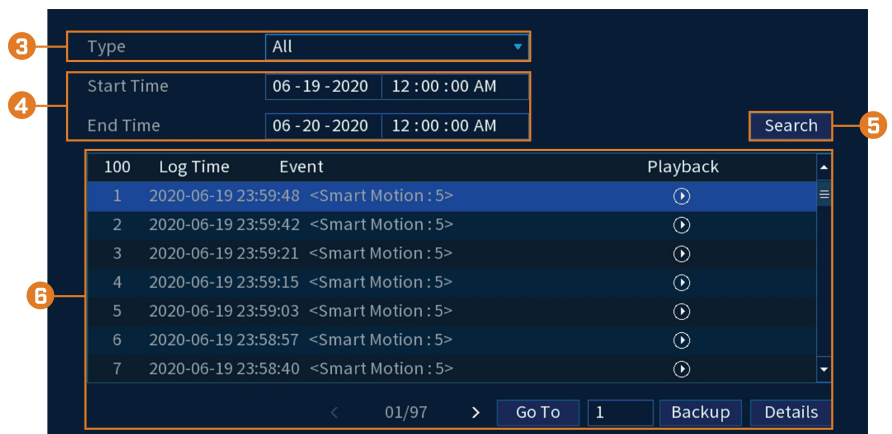 3 Type All
4 Start Time 06 - 19 - 2020 12 : 00 : 00 AM
End Time 06 - 20 - 2020 12 : 00 : 00 AM
Search 5
100 Log Time Event Playback
1 2020-06-19 23:59:48 <Smart Motion : 5>
2 2020-06-19 23:59:42 <Smart Motion : 5>
3 2020-06-19 23:59:21 <Smart Motion : 5>
4 2020-06-19 23:59:15 <Smart Motion : 5>
6
5 2020-06-19 23:59:03 <Smart Motion : 5>
6 2020-06-19 23:58:57 <Smart Motion : 5>
7 2020-06-19 23:58:40 <Smart Motion : 5>
< 01/97 > Go To 1 Backup Details